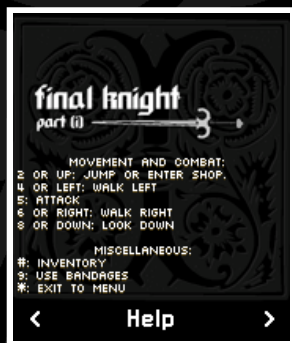 final knight
part (i)
MOVEMENT AND COMBAT:
2 OR UP: JUMP OR ENTER SHOP.
4 OR LEFT: WALK LEFT
5: ATTACK
6 OR RIGHT: WALK RIGHT
8 OR DOWN: LOOK DOWN
MISCELLANEOUS:
#: INVENTORY
9: USE BANDAGES
*: EXIT TO MENU
< Help >